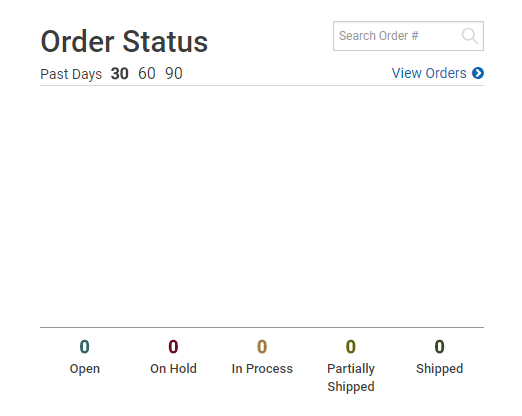 Order Status
Search Order #
Past Days 30 60 90
View Orders
0 0 0 0 0
Open On Hold In Process Partially Shipped Shipped